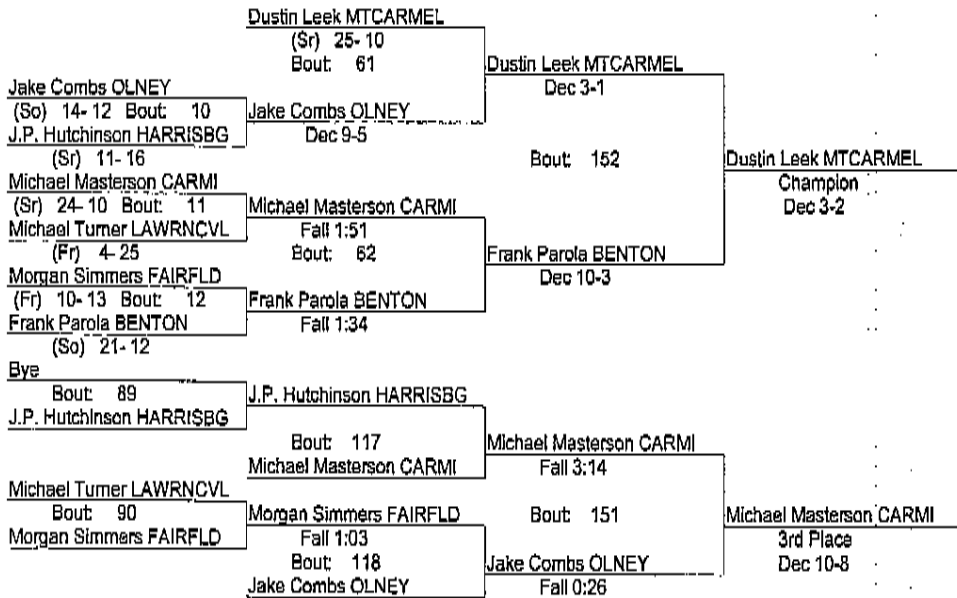 Dustin Leek MTCARMEL
(Sr) 25- 10
Bout: 61
Dustin Leek MTCARMEL
Dec 3-1
Jake Combs OLNEY
(So) 14- 12 Bout: 10
Jake Combs OLNEY
J.P. Hutchinson HARRISBG
Dec 9-5
(Sr) 11- 16
Bout: 152
Dustin Leek MTCARMEL
Champion
Dec 3-2
Michael Masterson CARMI
(Sr) 24- 10 Bout: 11
Michael Masterson CARMI
Michael Turner LAWRNCVL
Fall 1:51
(Fr) 4- 25
Bout: 62
Frank Parola BENTON
Dec 10-3
Morgan Simmers FAIRFLD
(Fr) 10- 13 Bout: 12
Frank Parola BENTON
Frank Parola BENTON
Fall 1:34
(So) 21- 12
Bye
Bout: 89
J.P. Hutchinson HARRISBG
J.P. Hutchinson HARRISBG
Bout: 117
Michael Masterson CARMI
Michael Masterson CARMI
Fall 3:14
Michael Turner LAWRNCVL
Bout: 90
Morgan Simmers FAIRFLD
Bout: 151
Michael Masterson CARMI
Morgan Simmers FAIRFLD
Fall 1:03
3rd Place
Bout: 118
Jake Combs OLNEY
Dec 10-8
Jake Combs OLNEY
Fall 0:26